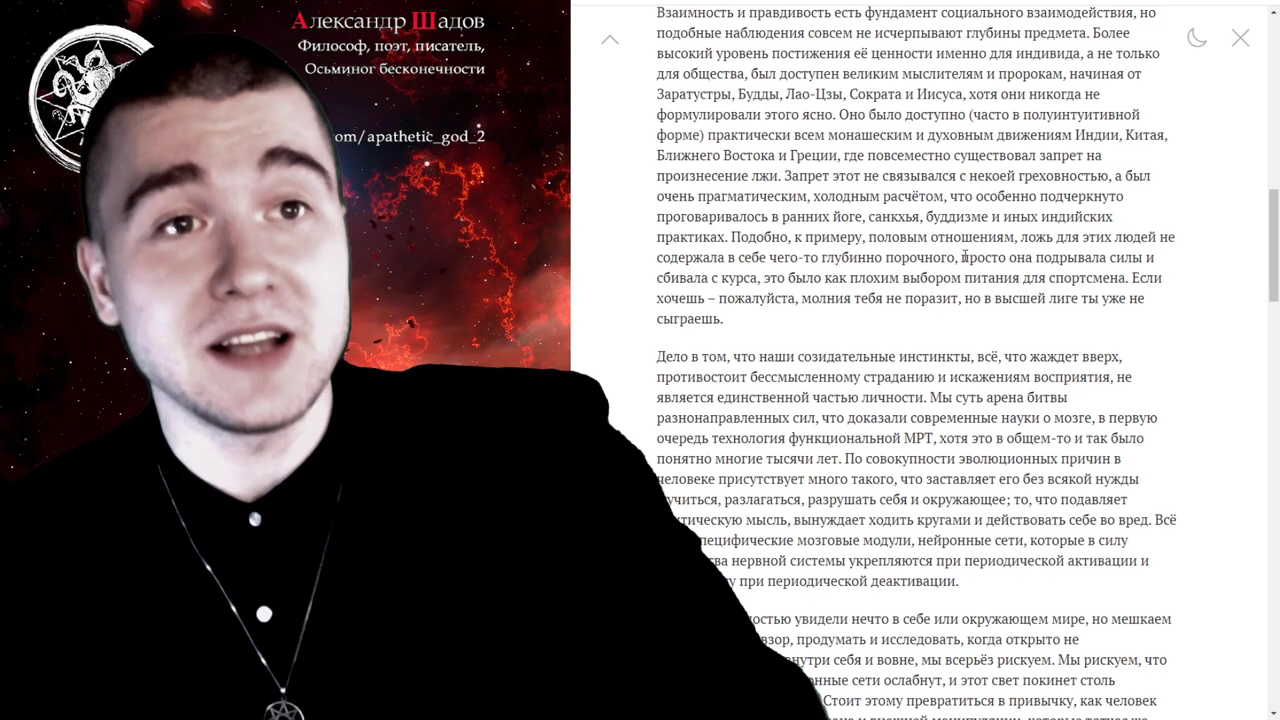 Александр Шадов
Философ, поэт, писатель,
Осьминог бесконечности
om/apathetic_god_2
Взаимность и правдивость есть фундамент социального взаимодействия, но
подобные наблюдения совсем не исчерпывают глубины предмета. Более
высокий уровень постижения её ценности именно для индивида, а не только
для общества, был доступен великим мыслителям и пророкам, начиная от
Заратустры, Будды, Лао-Цзы, Сократа и Иисуса, хотя они никогда не
формулировали этого ясно. Оно было доступно (часто в полуинтуитивной
форме) практически всем монашеским и духовным движениям Индии, Китая,
Ближнего Востока и Греции, где повсеместно существовал запрет на
произнесение лжи. Запрет этот не связывался с некоей греховностью, а был
очень прагматическим, холодным расчётом, что особенно подчеркнуто
проговаривалось в ранних йоге, санкхья, буддизме и иных индийских
практиках. Подобно, к примеру, половым отношениям, ложь для этих людей не
содержала в себе чего-то глубинно порочного, просто она подрывала силы и
сбивала с курса, это было как плохим выбором питания для спортсмена. Если
хочешь – пожалуйста, молния тебя не поразит, но в высшей лиге ты уже не
сыграешь.
Дело в том, что наши созидательные инстинкты, всё, что жаждет вверх,
противостоит бессмысленному страданию и искажениям восприятия, не
является единственной частью личности. Мы суть арена битвы
разнонаправленных сил, что доказали современные науки о мозге, в первую
очередь технология функциональной МРТ, хотя это в общем-то и так было
понятно многие тысячи лет. По совокупности эволюционных причин в
человеке присутствует много такого, что заставляет его без всякой нужды
учиться, разлагаться, разрушать себя и окружающее; то, что подавляет
итическую мысль, вынуждает ходить кругами и действовать себе во вред. Всё
пецифические мозговые модули, нейронные сети, которые в силу
ва нервной системы укрепляются при периодической активации и
у при периодической деактивации.
остью увидели нечто в себе или окружающем мире, но мешкаем
взор, продумать и исследовать, когда открыто не
нутри себя и вовне, мы всерьёз рискуем. Мы рискуем, что
онные сети ослабнут, и этот свет покинет столь
Стоит этому превратиться в привычку, как человек